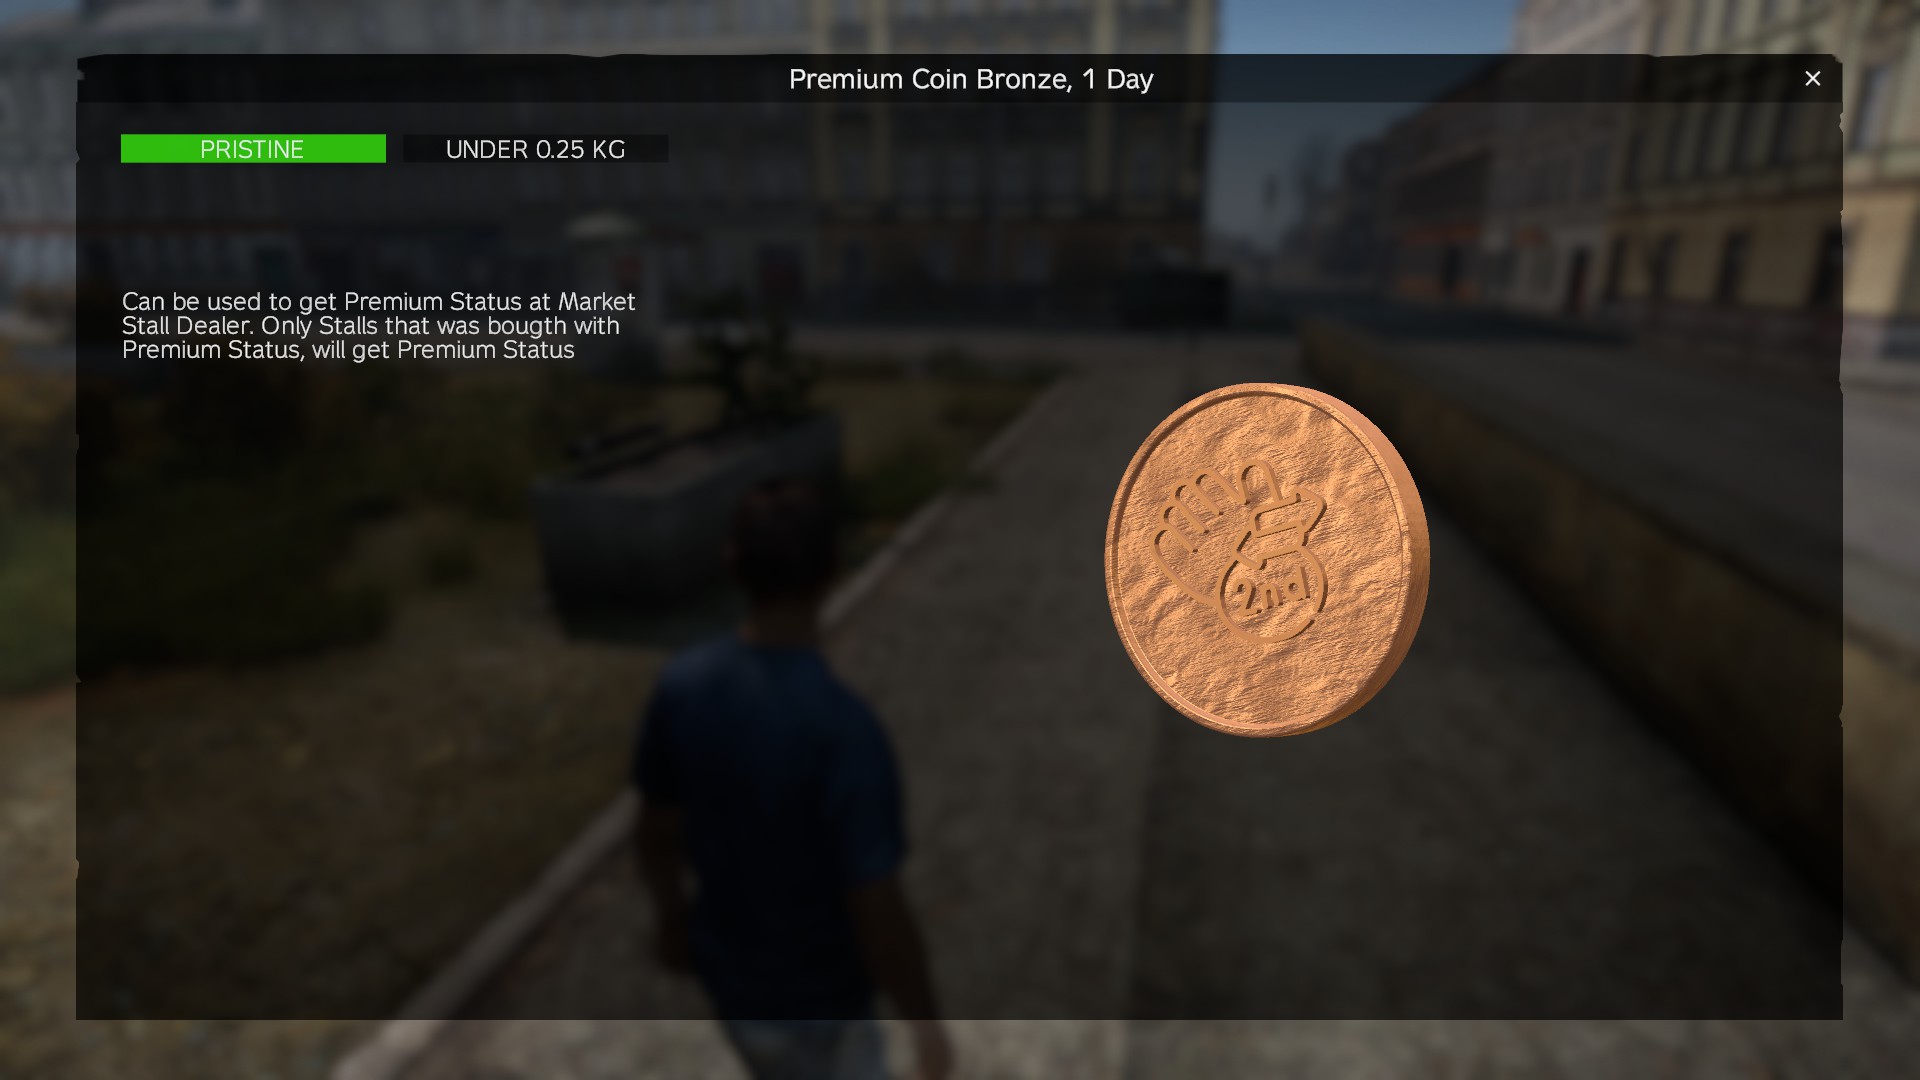 Premium Coin Bronze, 1 Day
PRISTINE
UNDER 0.25 KG
Can be used to get Premium Status at Market
Stall Dealer. Only Stalls that was bougth with
Premium Status, will get Premium Status
2nd